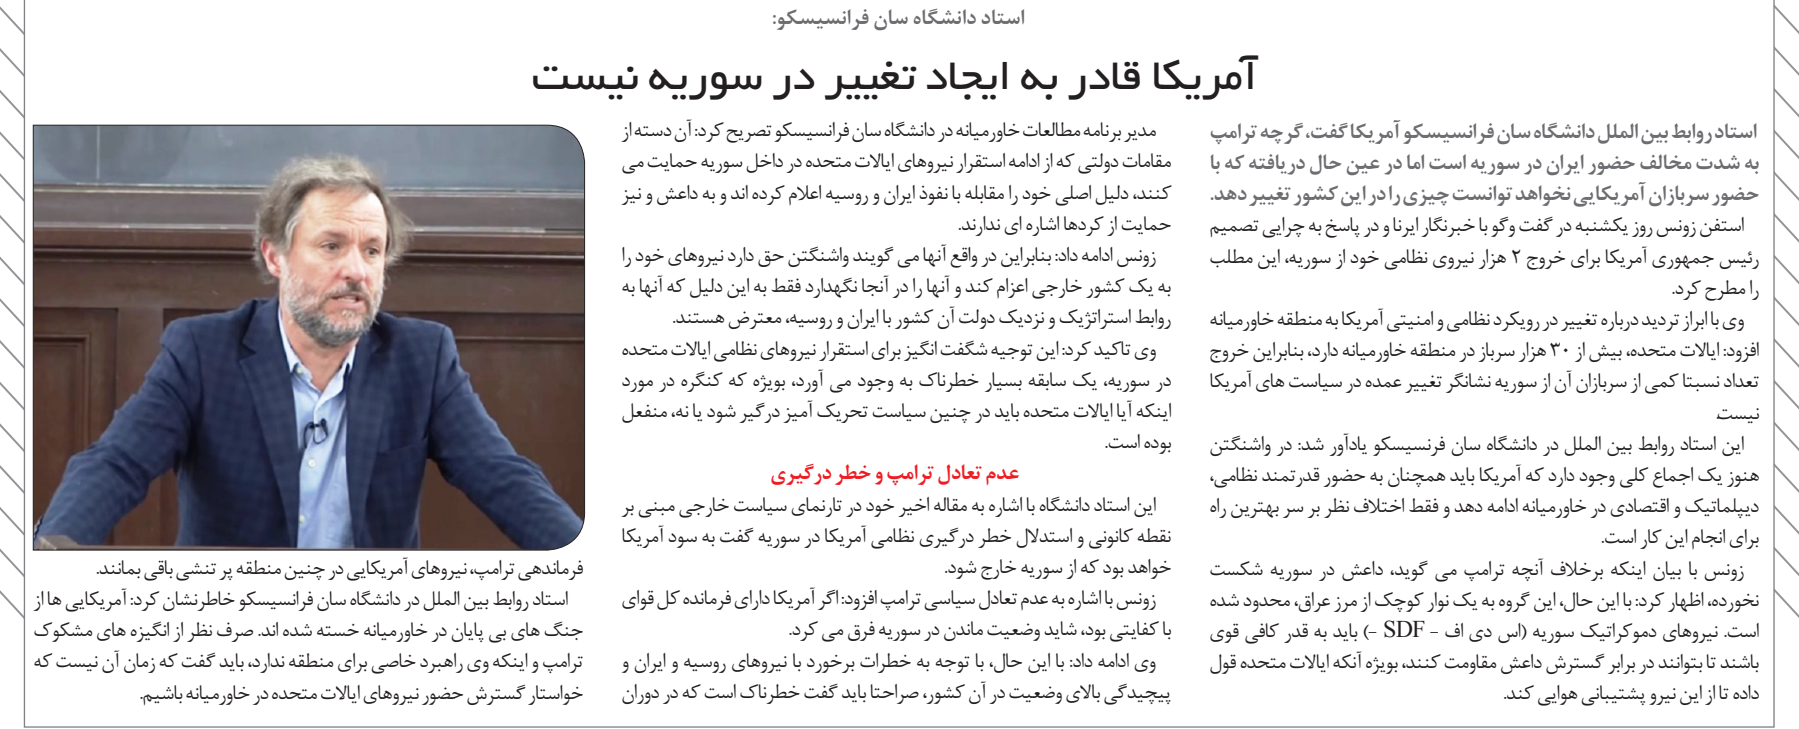 استاد دانشگاه سان فرانسیسکو:
آمریکا قادر به ایجاد تغییر در سوریه نیست
استاد روابط بین الملل دانشگاه سان فرانسیسکو آمریکا گفت، گر چه ترامپ
به شدت مخالف حضور ایران در سوریه است اما در عین حال دریافته که با
حضور سربازان آمریکایی نخواهد توانست چیزی را در این کشور تغییر دهد.
استفن زونس روز یکشنبه در گفت وگو با خبرنگار ایرنا و در پاسخ به چرایی تصمیم
رئیس جمهوری آمریکا برای خروج ۲ هزار نیروی نظامی خود از سوریه، این مطلب
را مطرح کرد.
وی با ابراز تردید درباره تغییر در رویکرد نظامی و امنیتی آمریکا به منطقه خاورمیانه
افزود: ایالات متحده، بیش از ۳۰ هزار سرباز در منطقه خاورمیانه دارد، بنابراین خروج
تعداد نسبتا کمی از سربازان آن از سوریه نشانگر تغییر عمده در سیاست های آمریکا
نیست.
این استاد روابط بین الملل در دانشگاه سان فرنسیسکو یادآور شد: در واشنگتن
هنوز یک اجماع کلی وجود دارد که آمریکا باید همچنان به حضور قدرتمند نظامی،
دیپلماتیک و اقتصادی در خاورمیانه ادامه دهد و فقط اختلاف نظر بر سر بهترین راه
برای انجام این کار است.
زونس با بیان اینکه برخلاف آنچه ترامپ می گوید، داعش در سوریه شکست
نخورده، اظهار کرد: با این حال، این گروه به یک نوار کوچک از مرز عراق، محدود شده
است. نیروهای دموکراتیک سوریه (اس دی اف - SDF -) باید به قدر کافی قوی
باشند تا بتوانند در برابر گسترش داعش مقاومت کنند، بویژه آنکه ایالات متحده قول
داده تا از این نیرو پشتیبانی هوایی کند.
مدیر برنامه مطالعات خاورمیانه در دانشگاه سان فرانسیسکو تصریح کرد: آن دسته از
مقامات دولتی که از ادامه استقرار نیروهای ایالات متحده در داخل سوریه حمایت می
کنند، دلیل اصلی خود را مقابله با نفوذ ایران و روسیه اعلام کرده اند و به داعش و نیز
حمایت از کردها اشاره ای ندارند.
زونس ادامه داد: بنابراین در واقع آنها می گویند واشنگتن حق دارد نیروهای خود را
به یک کشور خارجی اعزام کند و آنها را در آنجا نگهدارد فقط به این دلیل که آنها به
روابط استراتژیک و نزدیک دولت آن کشور با ایران و روسیه، معترض هستند.
وی تاکید کرد: این توجیه شگفت انگیز برای استقرار نیروهای نظامی ایالات متحده
در سوریه، یک سابقه بسیار خطرناک به وجود می آورد، بویژه که کنگره در مورد
اینکه آیا ایالات متحده باید در چنین سیاست تحریک آمیز درگیر شود یا نه، منفعل
بوده است.
عدم تعادل ترامپ و خطر درگیری
این استاد دانشگاه با اشاره به مقاله اخیر خود در تارنمای سیاست خارجی مبنی بر
نقطه کانونی و استدلال خطر درگیری نظامی آمریکا در سوریه گفت به سود آمریکا
خواهد بود که از سوریه خارج شود.
زونس با اشاره به عدم تعادل سیاسی ترامپ افزود: اگر آمریکا دارای فرمانده کل قوای
با کفایتی بود، شاید وضعیت ماندن در سوریه فرق می کرد.
وی ادامه داد: با این حال، با توجه به خطرات برخورد با نیروهای روسیه و ایران و
پیچیدگی بالای وضعیت در آن کشور، صراحتا باید گفت خطرناک است که در دوران
فرماندهی ترامپ، نیروهای آمریکایی در چنین منطقه پر تنشی باقی بمانند.
استاد روابط بین الملل در دانشگاه سان فرانسیسکو خاطرنشان کرد: آمریکایی ها از
جنگ های بی پایان در خاورمیانه خسته شده اند. صرف نظر از انگیزه های مشکوک
ترامپ و اینکه وی راهبرد خاصی برای منطقه ندارد، باید گفت که زمان آن نیست که
خواستار گسترش حضور نیروهای ایالات متحده در خاورمیانه باشیم.